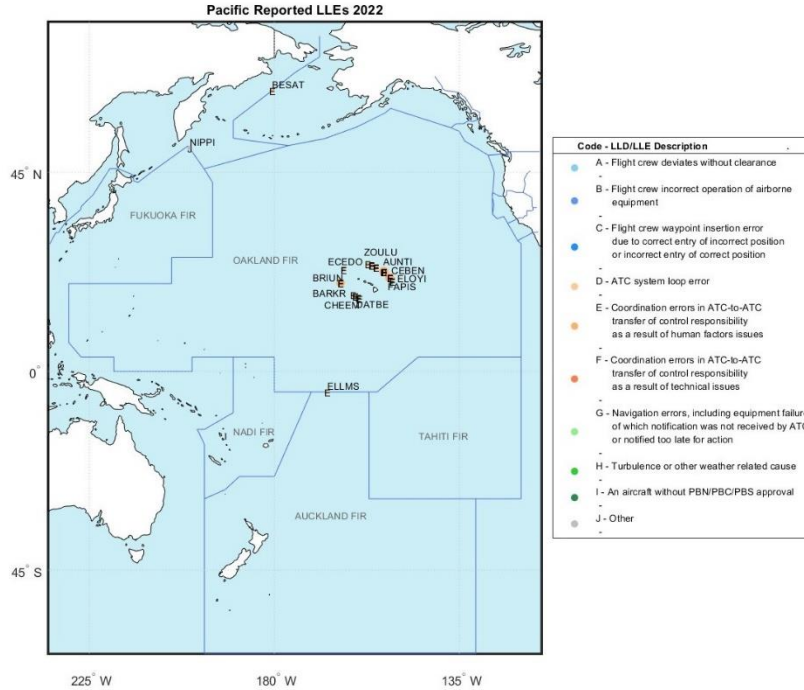 Pacific Reported LLEs 2022
BESAT
E
NIPPI
J
45° N
FUKUOKA FIR
ZOULU
OAKLAND FIR
ECEDO
AUNTI
E
CEBEN
BRIUN
ELOYI
E
FAPIS
BARKR
CHEEM
DATBE
0°
ELLMS
E
NADI FIR
TAHITI FIR
AUCKLAND FIR
45° S
225° W
180° W
135° W
Code - LLD/LLE Description
A - Flight crew deviates without clearance
-
B - Flight crew incorrect operation of airborne
equipment
-
C - Flight crew waypoint insertion error
due to correct entry of incorrect position
or incorrect entry of correct position
-
D - ATC system loop error
-
E - Coordination errors in ATC-to-ATC
transfer of control responsibility
as a result of human factors issues
-
F - Coordination errors in ATC-to-ATC
transfer of control responsibility
as a result of technical issues
-
G - Navigation errors, including equipment failure
of which notification was not received by ATC
or notified too late for action
-
H - Turbulence or other weather related cause
-
I - An aircraft without PBN/PBC/PBS approval
-
J - Other
-